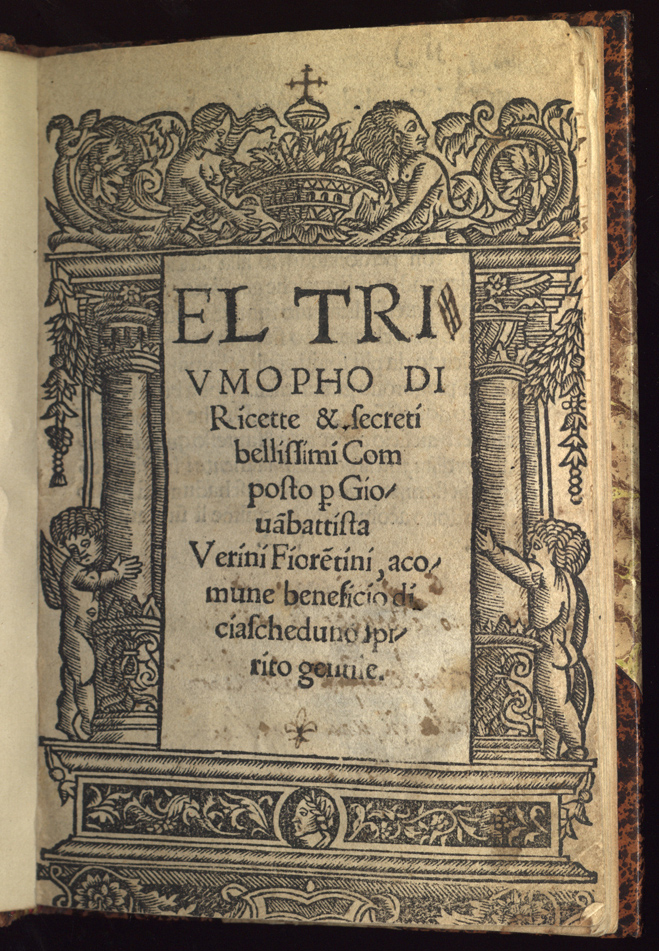 EL TRI
VMOPHO DI
Ricette & secreti
bellissimi Com
posto ꝑ Gio/
uãbattista
Verini Fiorẽtini, aco/
mune beneficio di
ciascheduno spi/
rito gentile.